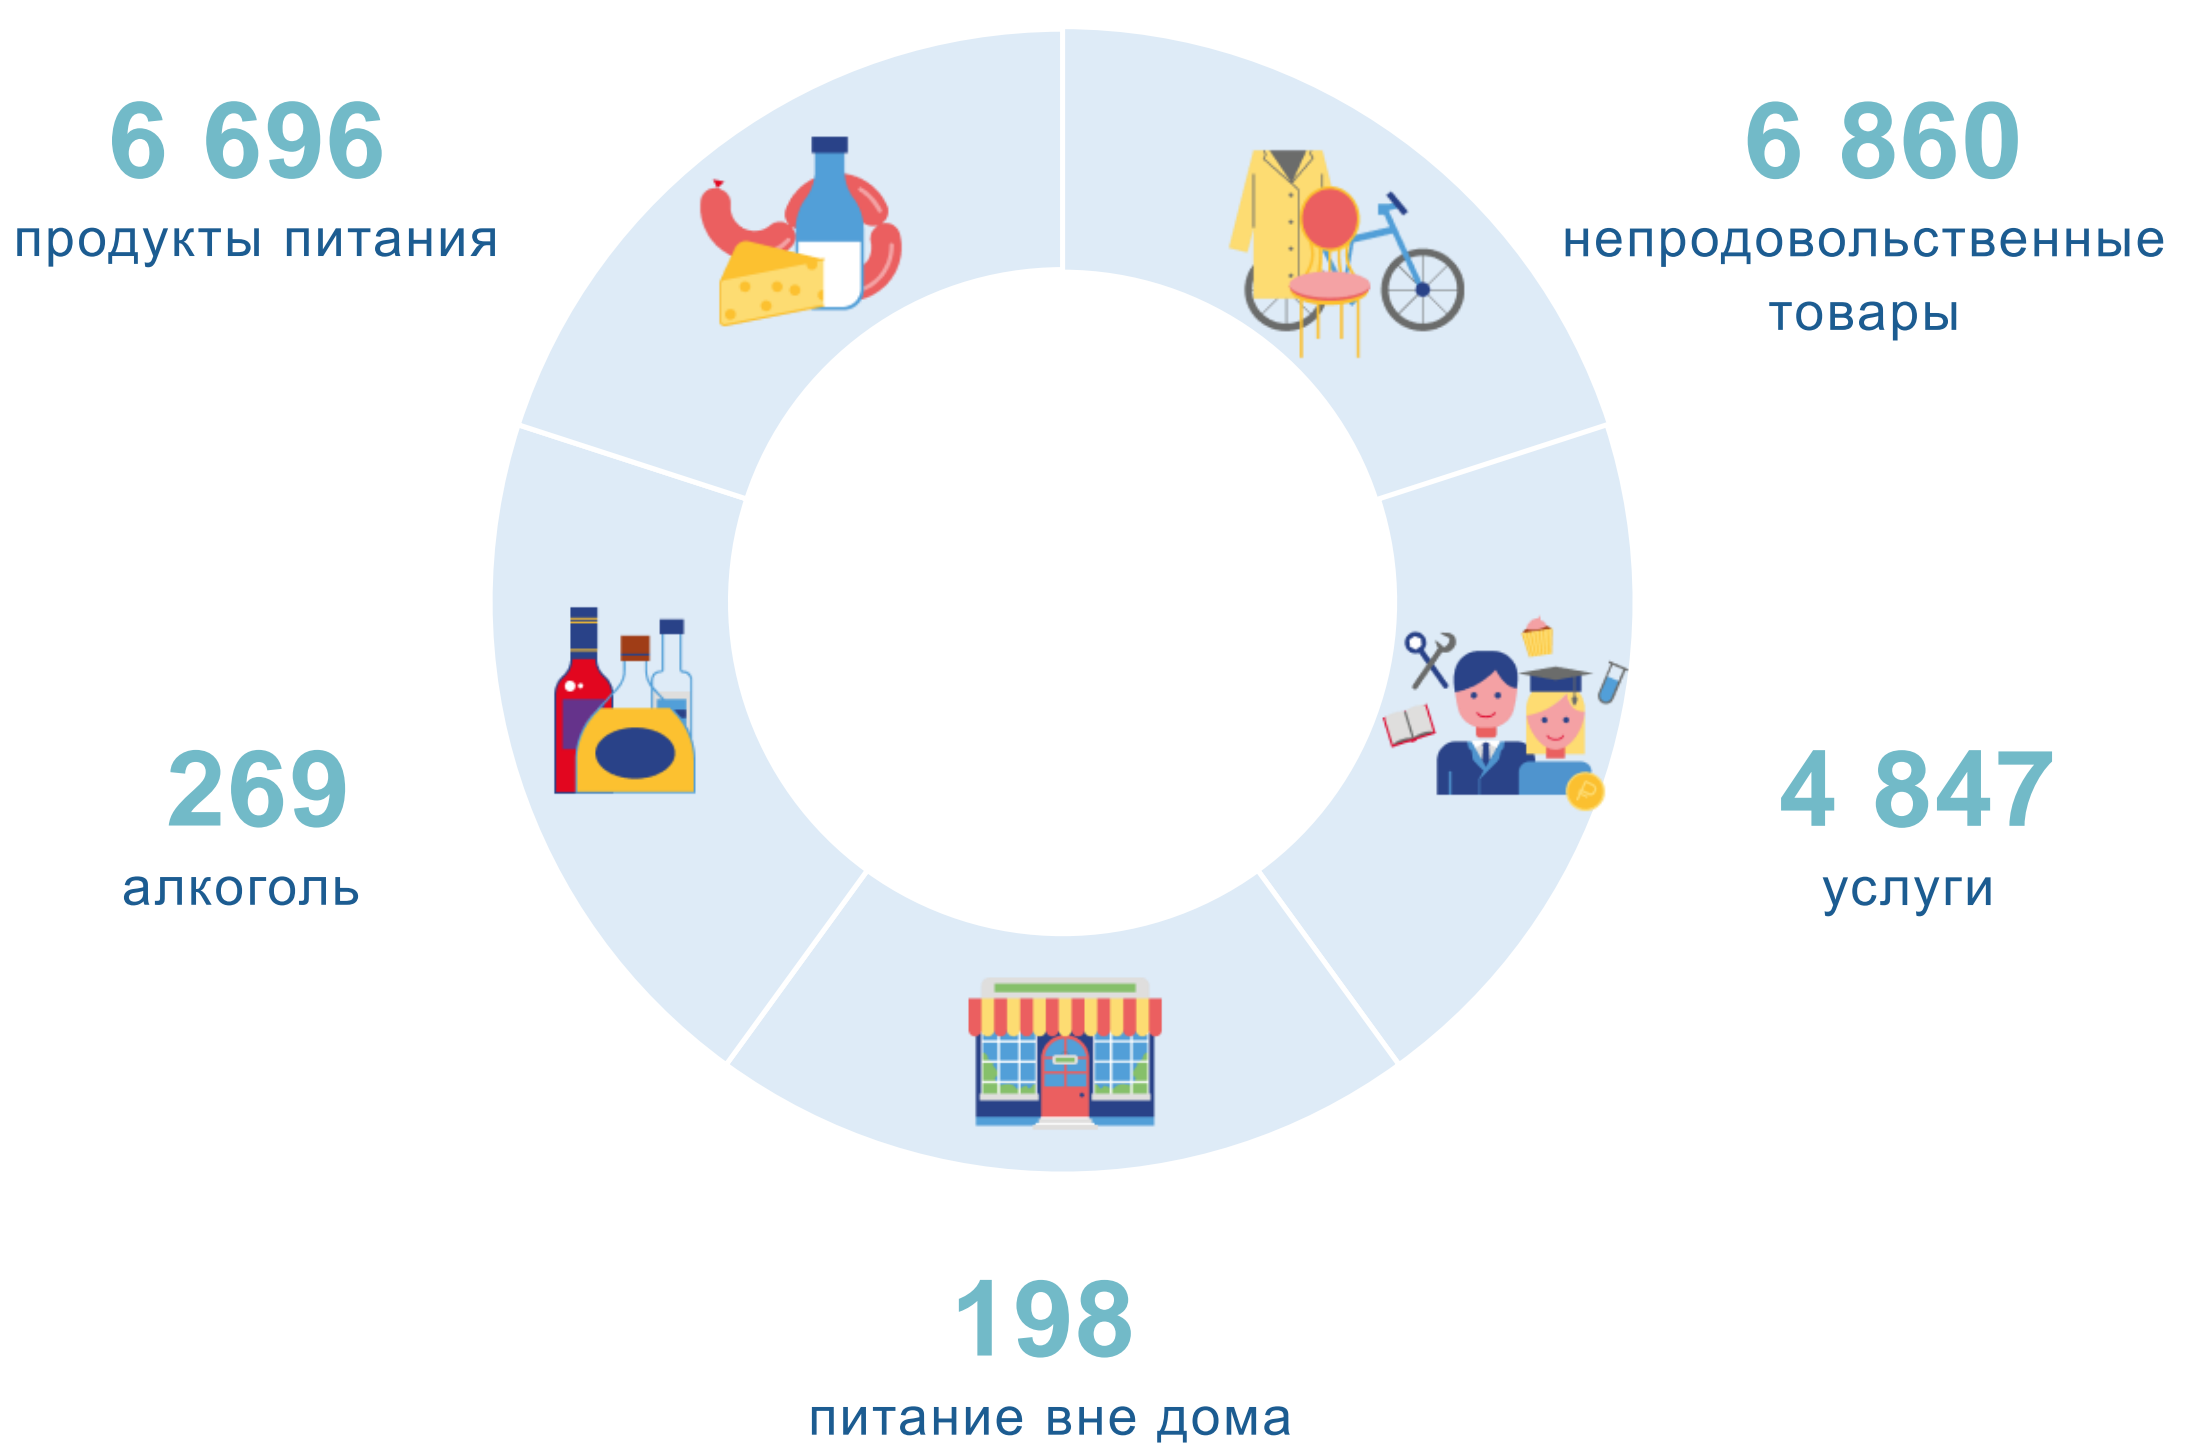 6 696
продукты питания
6 860
непродовольственные
товары
269
алкоголь
4 847
услуги
198
питание вне дома